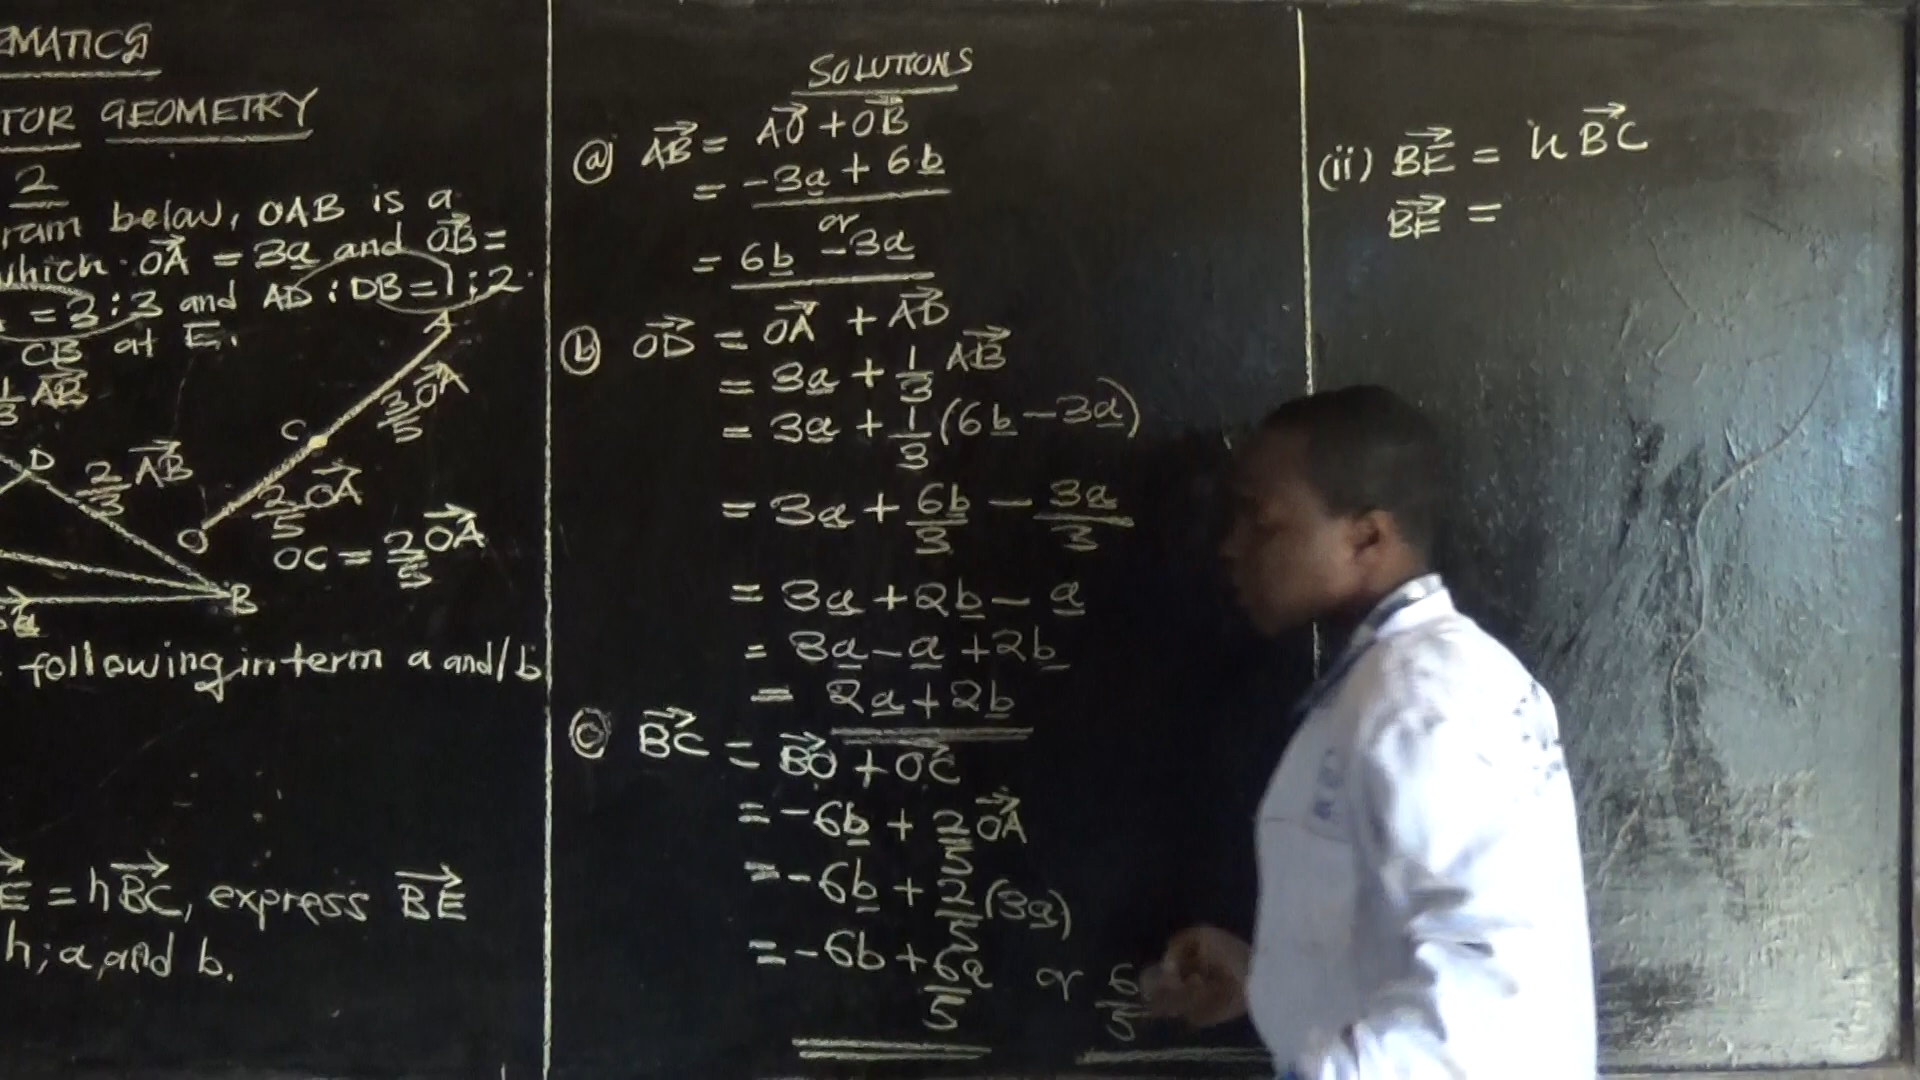 EMATICS
TOR GEOMETRY
2
ram below, OAB is a
which OA = 3a and OB =
= 2:3 and AD:DB = 1:2.
CB at E.
1/3 AB
A
3/5 OA
C
D
2/3 AB
2/5 OA
O
OC = 2/5 OA
B
following in term a and/b
E = hBC, express BE
h, a, and b.
SOLUTIONS
(a) AB = AO + OB
= -3a + 6b
or
= 6b - 3a
(b) OD = OA + AD
= 3a + 1/3 AB
= 3a + 1/3 (6b - 3a)
= 3a + 6b/3 - 3a/3
= 3a + 2b - a
= 3a - a + 2b
= 2a + 2b
(c) BC = BO + OC
= -6b + 2/5 OA
= -6b + 2/5 (3a)
= -6b + 6a/5 or 6/5
(ii) BE = hBC
BE =